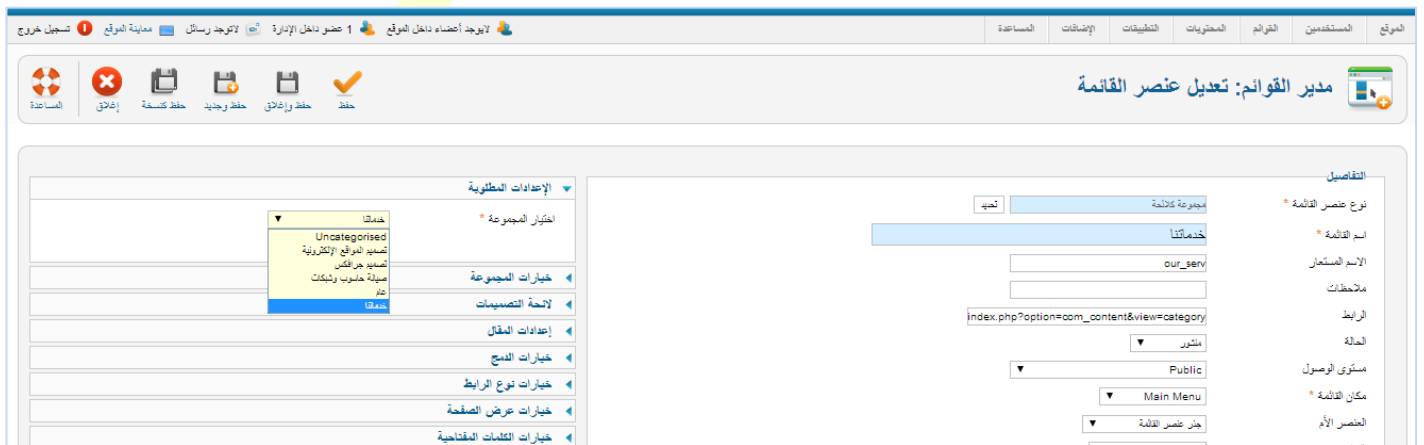 الموقع المستخدمين القوائم المحتويات التطبيقات الإضافات المساعدة لايوجد أعضاء داخل الموقع 1 عضو داخل الإدارة لاتوجد رسائل معاينة الموقع تسجيل خروج
مدير القوائم: تعديل عنصر القائمة
حفظ حفظ وإغلاق حفظ وجديد حفظ كنسخة إغلاق المساعدة
التفاصيل
نوع عنصر القائمة * مجموعة كلائحة تحديد
اسم القائمة * خدماتنا
الاسم المستعار our_serv
ملاحظات
الرابط index.php?option=com_content&view=category
الحالة منشور
مستوى الوصول Public
مكان القائمة * Main Menu
العنصر الأم جذر عنصر القائمة
الإعدادات المطلوبة
اختيار المجموعة * خدماتنا
Uncategorised
تصميم المواقع الإلكترونية
تصميم جرافكس
صيانة حاسوب وشبكات
عام
خدماتنا
خيارات المجموعة
لائحة التصميمات
إعدادات المقال
خيارات الدمج
خيارات نوع الرابط
خيارات عرض الصفحة
خيارات الكلمات المفتاحية